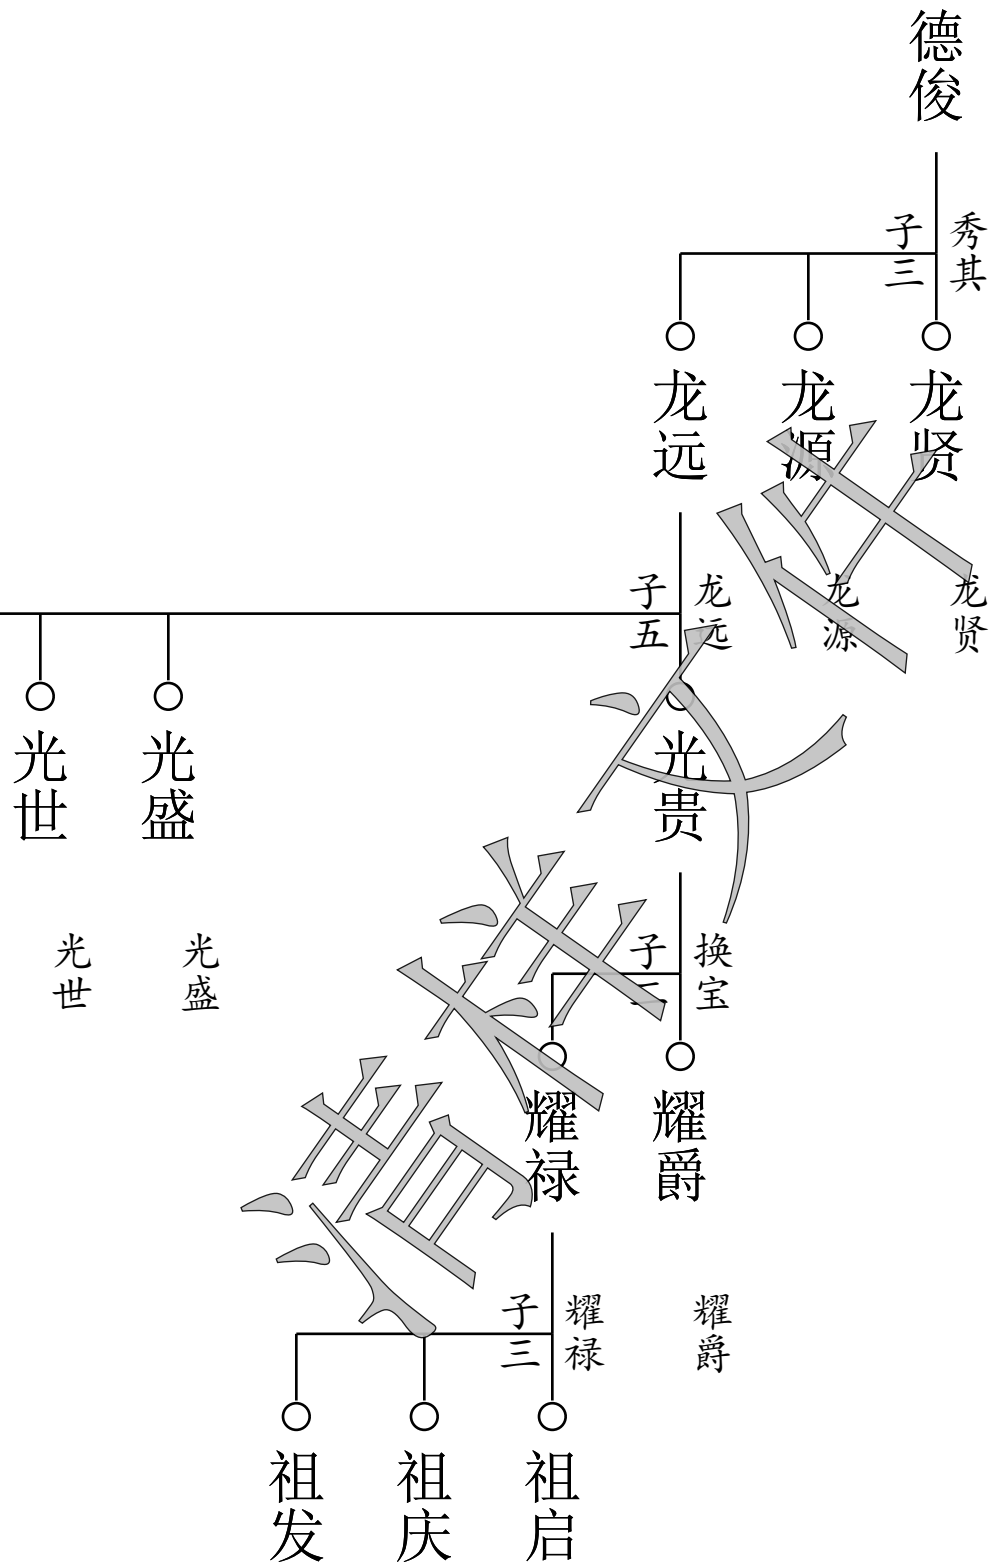 德俊
秀其
子三
龙贤
龙源
龙远
龙贤
龙源
龙远
子五
光贵
光盛
光世
换宝
子二
光盛
光世
耀爵
耀禄
耀爵
耀禄
子三
祖启
祖庆
祖发